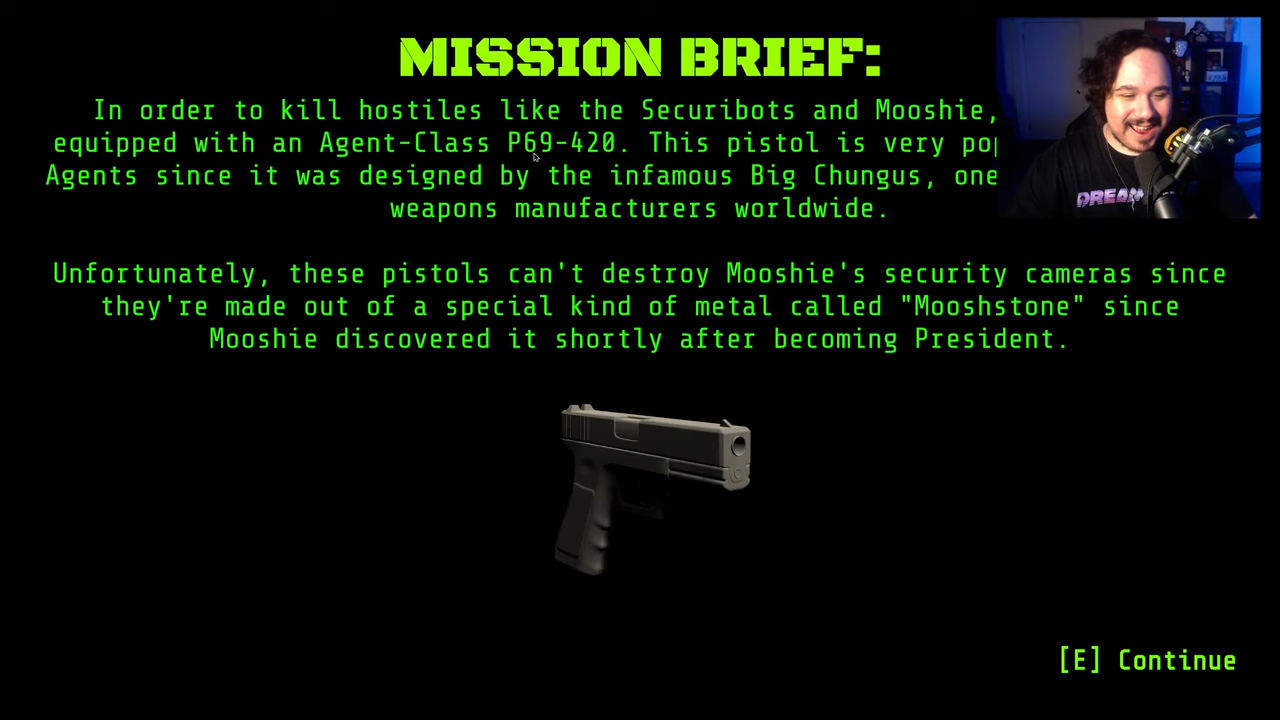 MISSION BRIEF:
In order to kill hostiles like the Securibots and Mooshie,
equipped with an Agent-Class P69-420. This pistol is very
Agents since it was designed by the infamous Big Chungus, one
weapons manufacturers worldwide.
Unfortunately, these pistols can't destroy Mooshie's security cameras since
they're made out of a special kind of metal called "Mooshstone" since
Mooshie discovered it shortly after becoming President.
DREAM
[E] Continue